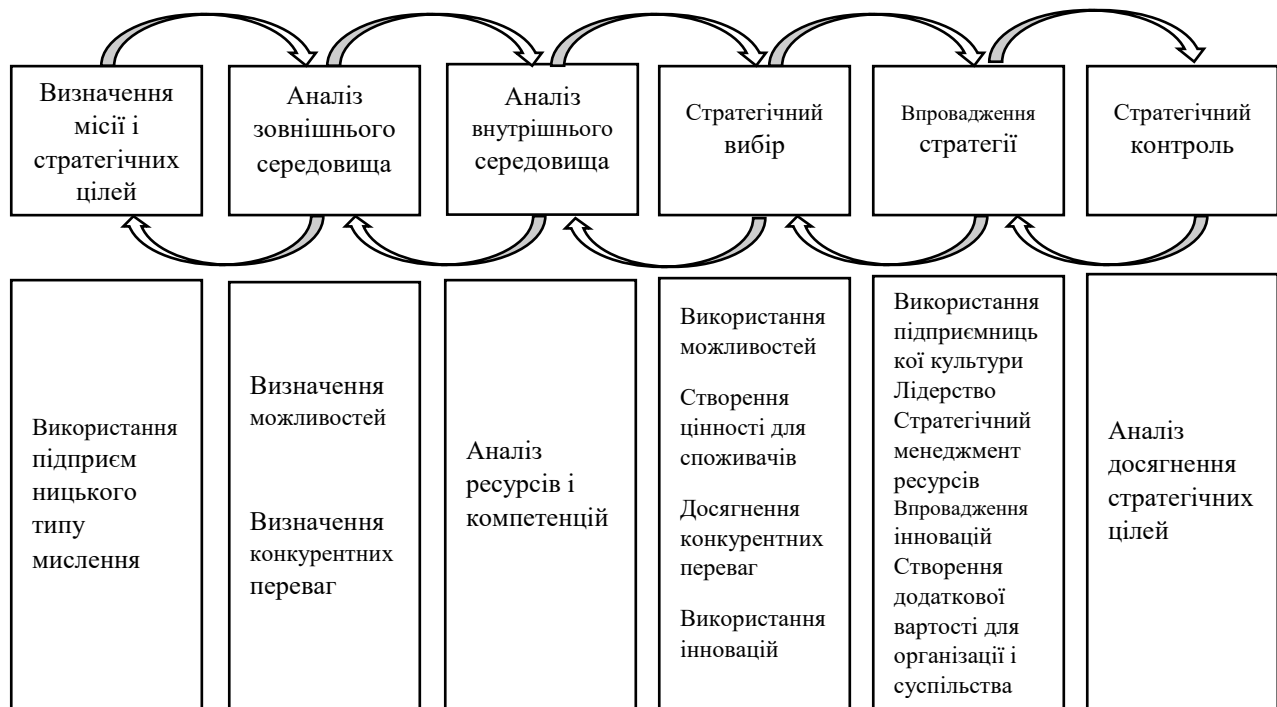 Визначення
місії і
стратегічних
цілей
Аналіз
зовнішнього
середовища
Аналіз
внутрішнього
середовища
Стратегічний
вибір
Впровадження
стратегії
Стратегічний
контроль
Використання
підприєм
ницького
типу
мислення
Визначення
можливостей
Визначення
конкурентних
переваг
Аналіз
ресурсів і
компетенцій
Використання
можливостей
Створення
цінності для
споживачів
Досягнення
конкурентних
переваг
Використання
інновацій
Використання
підприємниць
кої культури
Лідерство
Стратегічний
менеджмент
ресурсів
Впровадження
інновацій
Створення
додаткової
вартості для
організації і
суспільства
Аналіз
досягнення
стратегічних
цілей